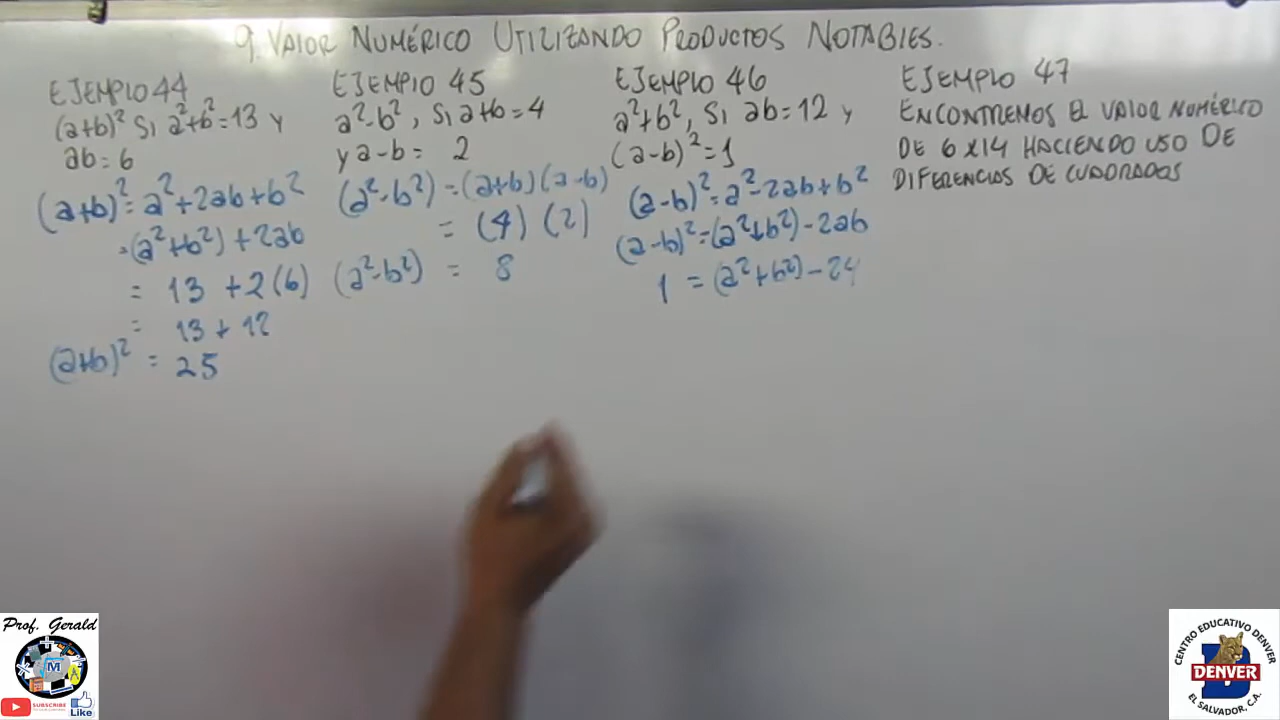 9. VALOR NUMÉRICO UTILIZANDO PRODUCTOS NOTABLES.
EJEMPLO 44
(a+b)² SI a²+b²=13 Y
ab=6
(a+b)²=a²+2ab+b²
=(a²+b²)+2ab
= 13 +2(6)
= 13+12
(a+b)² = 25
EJEMPLO 45
a²-b², SI a+b=4
Y a-b= 2
(a²-b²)=(a+b)(a-b)
= (4)(2)
(a²-b²) = 8
EJEMPLO 46
a²+b², SI ab=12 Y
(a-b)²=1
(a-b)²=a²-2ab+b²
(a-b)²=(a²+b²)-2ab
1 =(a²+b²)-24
EJEMPLO 47
ENCONTREMOS EL VALOR NUMÉRICO
DE 6X14 HACIENDO USO DE
DIFERENCIAS DE CUADRADOS
Prof. Gerald
M
SUBSCRIBE
Like
CENTRO EDUCATIVO DENVER
DENVER
EL SALVADOR, C.A.